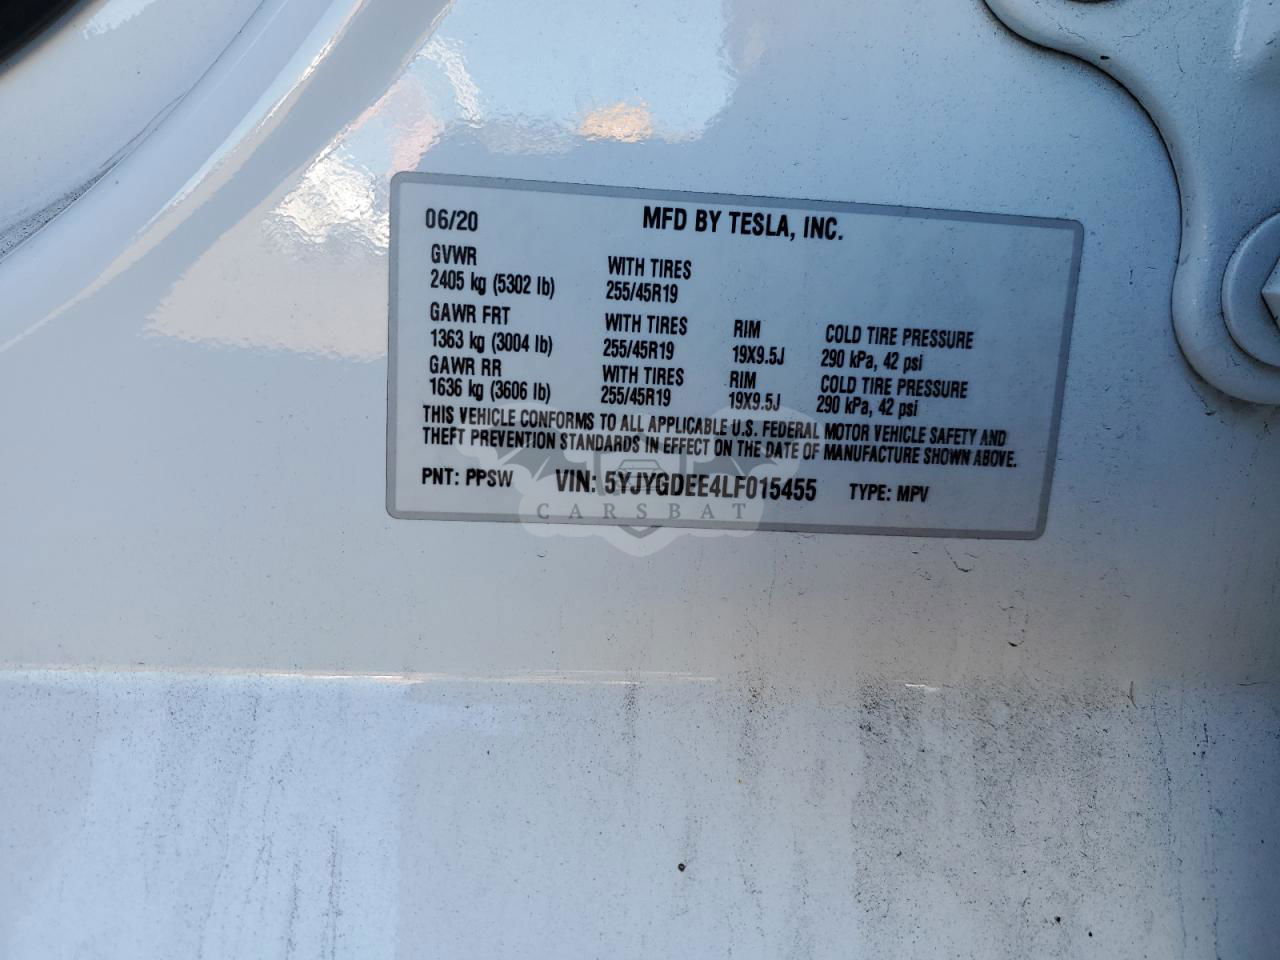 06/20 MFD BY TESLA, INC.
GVWR WITH TIRES
2405 kg (5302 lb) 255/45R19
GAWR FRT WITH TIRES RIM COLD TIRE PRESSURE
1363 kg (3004 lb) 255/45R19 19X9.5J 290 kPa, 42 psi
GAWR RR WITH TIRES RIM COLD TIRE PRESSURE
1636 kg (3606 lb) 255/45R19 19X9.5J 290 kPa, 42 psi
THIS VEHICLE CONFORMS TO ALL APPLICABLE U.S. FEDERAL MOTOR VEHICLE SAFETY AND
THEFT PREVENTION STANDARDS IN EFFECT ON THE DATE OF MANUFACTURE SHOWN ABOVE.
PNT: PPSW VIN: 5YJYGDEE4LF015455 TYPE: MPV
CARSBAT